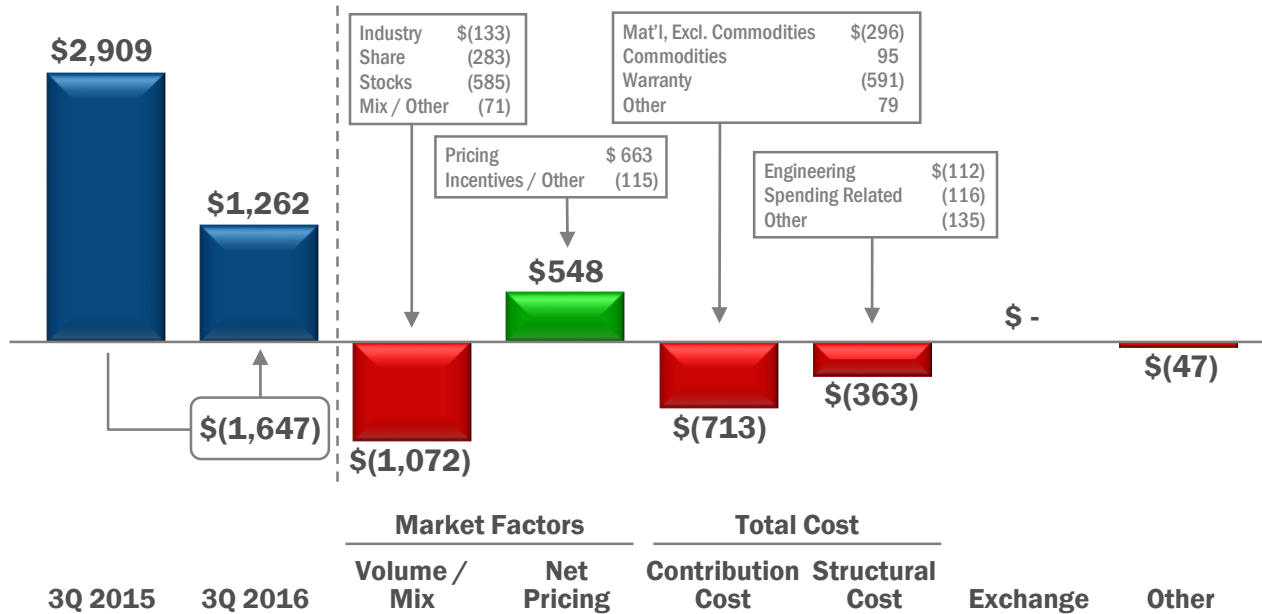 $2,909
$1,262
$(1,647)
Industry $(133)
Share (283)
Stocks (585)
Mix / Other (71)
$(1,072)
Pricing $ 663
Incentives / Other (115)
$548
Mat'l, Excl. Commodities $(296)
Commodities 95
Warranty (591)
Other 79
$(713)
Engineering $(112)
Spending Related (116)
Other (135)
$(363)
$ -
$(47)
Market Factors
Total Cost
3Q 2015
3Q 2016
Volume /
Mix
Net
Pricing
Contribution
Cost
Structural
Cost
Exchange
Other